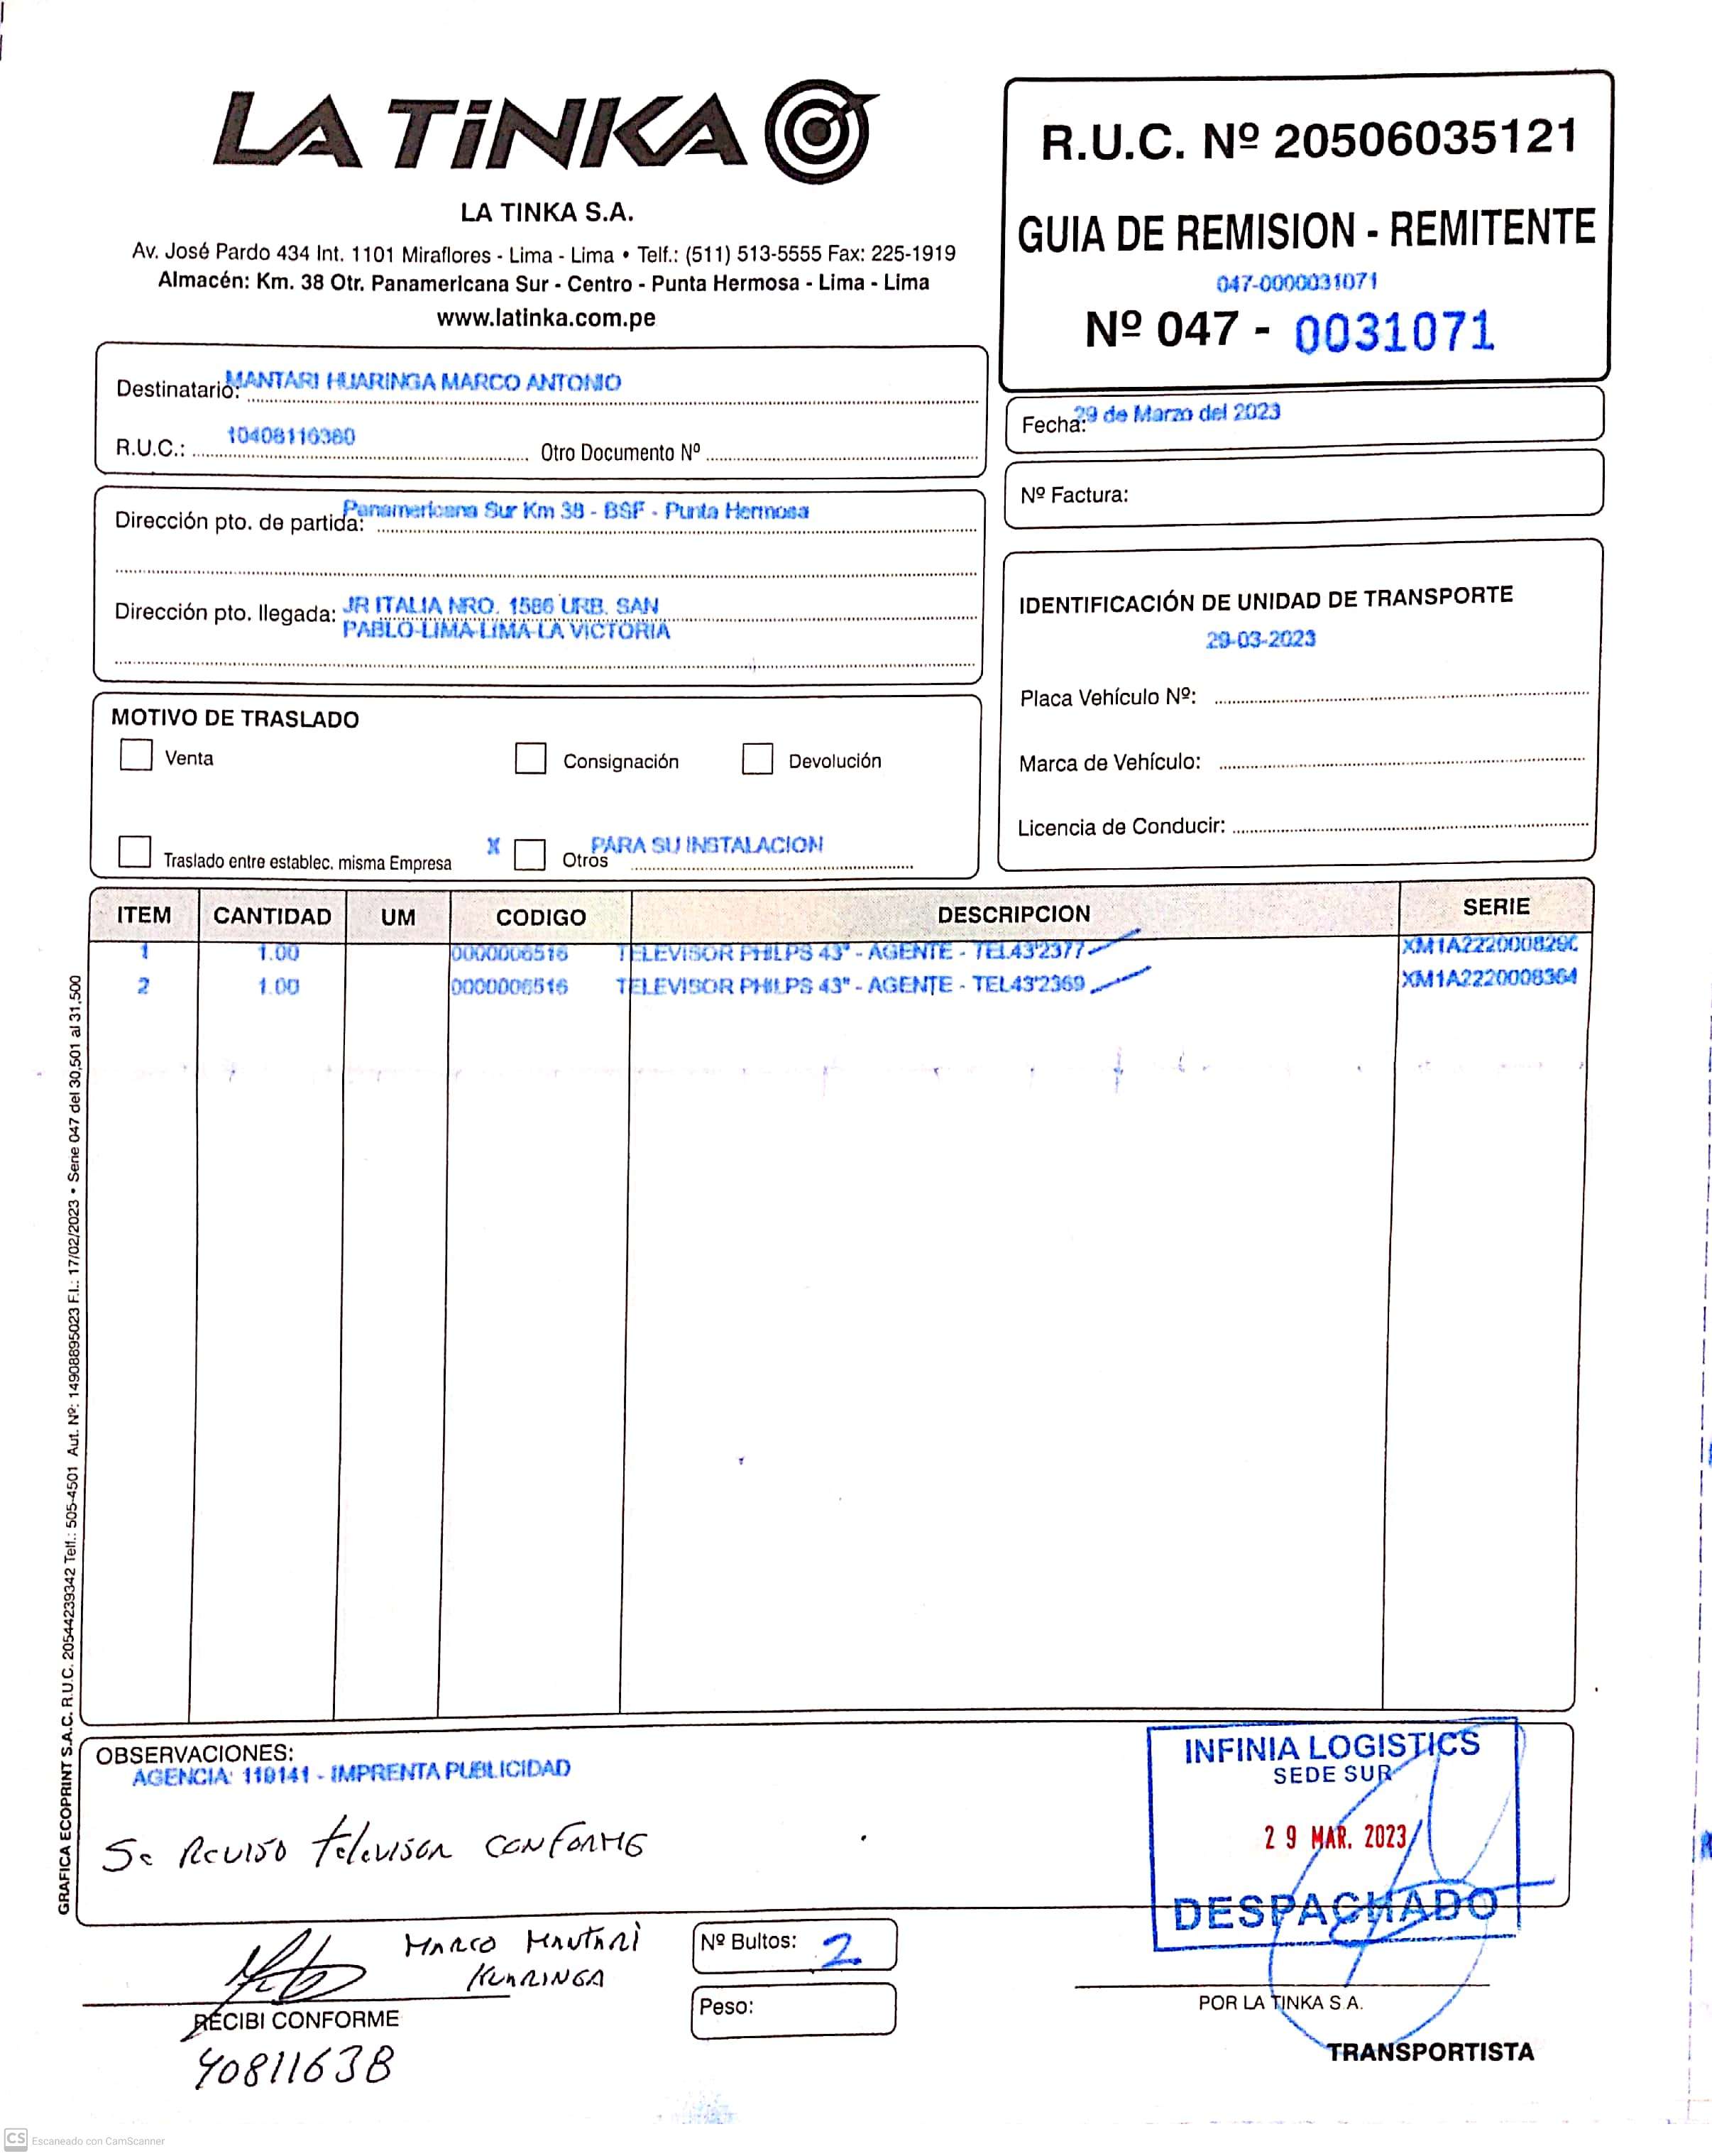 LA TiNKA
LA TINKA S.A.
Av. José Pardo 434 Int. 1101 Miraflores - Lima - Lima • Telf.: (511) 513-5555 Fax: 225-1919
Almacén: Km. 38 Otr. Panamericana Sur - Centro - Punta Hermosa - Lima - Lima
www.latinka.com.pe
R.U.C. Nº 20506035121
GUIA DE REMISION - REMITENTE
047-0000031071
Nº 047 - 0031071
Destinatario: MANTARI HUARINGA MARCO ANTONIO
R.U.C.: 10408116380 Otro Documento Nº
Fecha: 29 de Marzo del 2023
Nº Factura:
Dirección pto. de partida: Panamericana Sur Km 38 - BSF - Punta Hermosa
Dirección pto. llegada: JR ITALIA NRO. 1586 URB. SAN
PABLO-LIMA-LIMA-LA VICTORIA
IDENTIFICACIÓN DE UNIDAD DE TRANSPORTE
29-03-2023
Placa Vehículo Nº:
Marca de Vehículo:
Licencia de Conducir:
MOTIVO DE TRASLADO
Venta Consignación Devolución
Traslado entre establec. misma Empresa X Otros PARA SU INSTALACION
ITEM CANTIDAD UM CODIGO DESCRIPCION SERIE
1 1.00 0000006516 TELEVISOR PHILPS 43" - AGENTE - TEL43'2377 XM1A222000829C
2 1.00 0000006516 TELEVISOR PHILPS 43" - AGENTE - TEL43'2369 XM1A2220008364
GRAFICA ECOPRINT S.A.C. R.U.C. 20544239342 Telf.: 505-4501 Aut. Nº: 14908895023 F.I.: 17/02/2023 • Serie 047 del 30,501 al 31,500
OBSERVACIONES:
AGENCIA: 110141 - IMPRENTA PUBLICIDAD
Se Reviso televisor CONFORME
INFINIA LOGISTICS
SEDE SUR
29 MAR. 2023
DESPACHADO
MARCO MANTARI
HUARINGA
RECIBI CONFORME
40811638
Nº Bultos: 2
Peso:
POR LA TINKA S.A.
TRANSPORTISTA
CS Escaneado con CamScanner